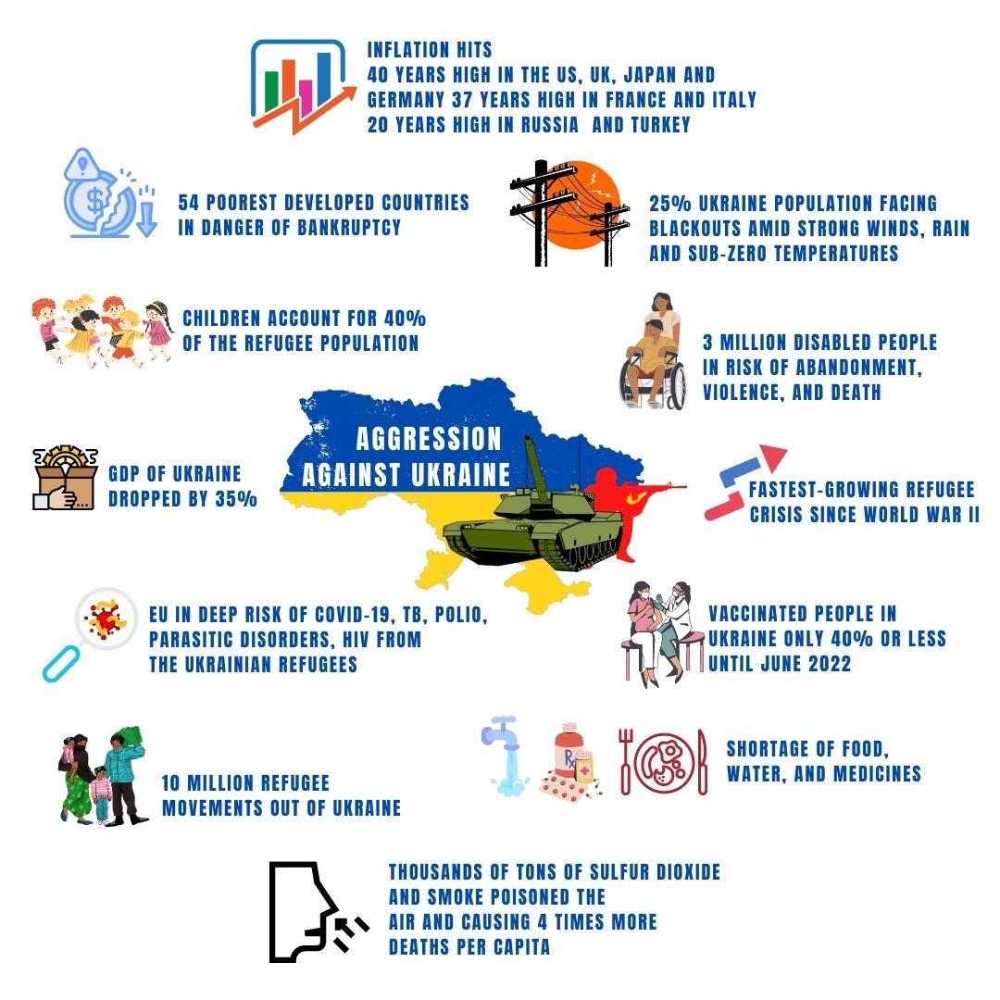 INFLATION HITS
40 YEARS HIGH IN THE US, UK, JAPAN AND
GERMANY 37 YEARS HIGH IN FRANCE AND ITALY
20 YEARS HIGH IN RUSSIA AND TURKEY
54 POOREST DEVELOPED COUNTRIES
IN DANGER OF BANKRUPTCY
25% UKRAINE POPULATION FACING
BLACKOUTS AMID STRONG WINDS, RAIN
AND SUB-ZERO TEMPERATURES
CHILDREN ACCOUNT FOR 40%
OF THE REFUGEE POPULATION
3 MILLION DISABLED PEOPLE
IN RISK OF ABANDONMENT,
VIOLENCE, AND DEATH
AGGRESSION
AGAINST UKRAINE
GDP OF UKRAINE
DROPPED BY 35%
FASTEST-GROWING REFUGEE
CRISIS SINCE WORLD WAR II
EU IN DEEP RISK OF COVID-19, TB, POLIO,
PARASITIC DISORDERS, HIV FROM
THE UKRAINIAN REFUGEES
VACCINATED PEOPLE IN
UKRAINE ONLY 40% OR LESS
UNTIL JUNE 2022
10 MILLION REFUGEE
MOVEMENTS OUT OF UKRAINE
Rx
SHORTAGE OF FOOD,
WATER, AND MEDICINES
THOUSANDS OF TONS OF SULFUR DIOXIDE
AND SMOKE POISONED THE
AIR AND CAUSING 4 TIMES MORE
DEATHS PER CAPITA